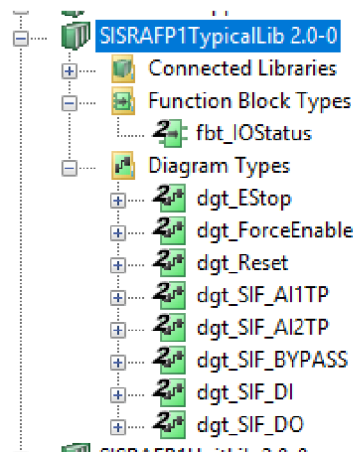 SISRAFP1TypicalLib 2.0-0
Connected Libraries
Function Block Types
fbt_IOStatus
Diagram Types
dgt_EStop
dgt_ForceEnable
dgt_Reset
dgt_SIF_AI1TP
dgt_SIF_AI2TP
dgt_SIF_BYPASS
dgt_SIF_DI
dgt_SIF_DO